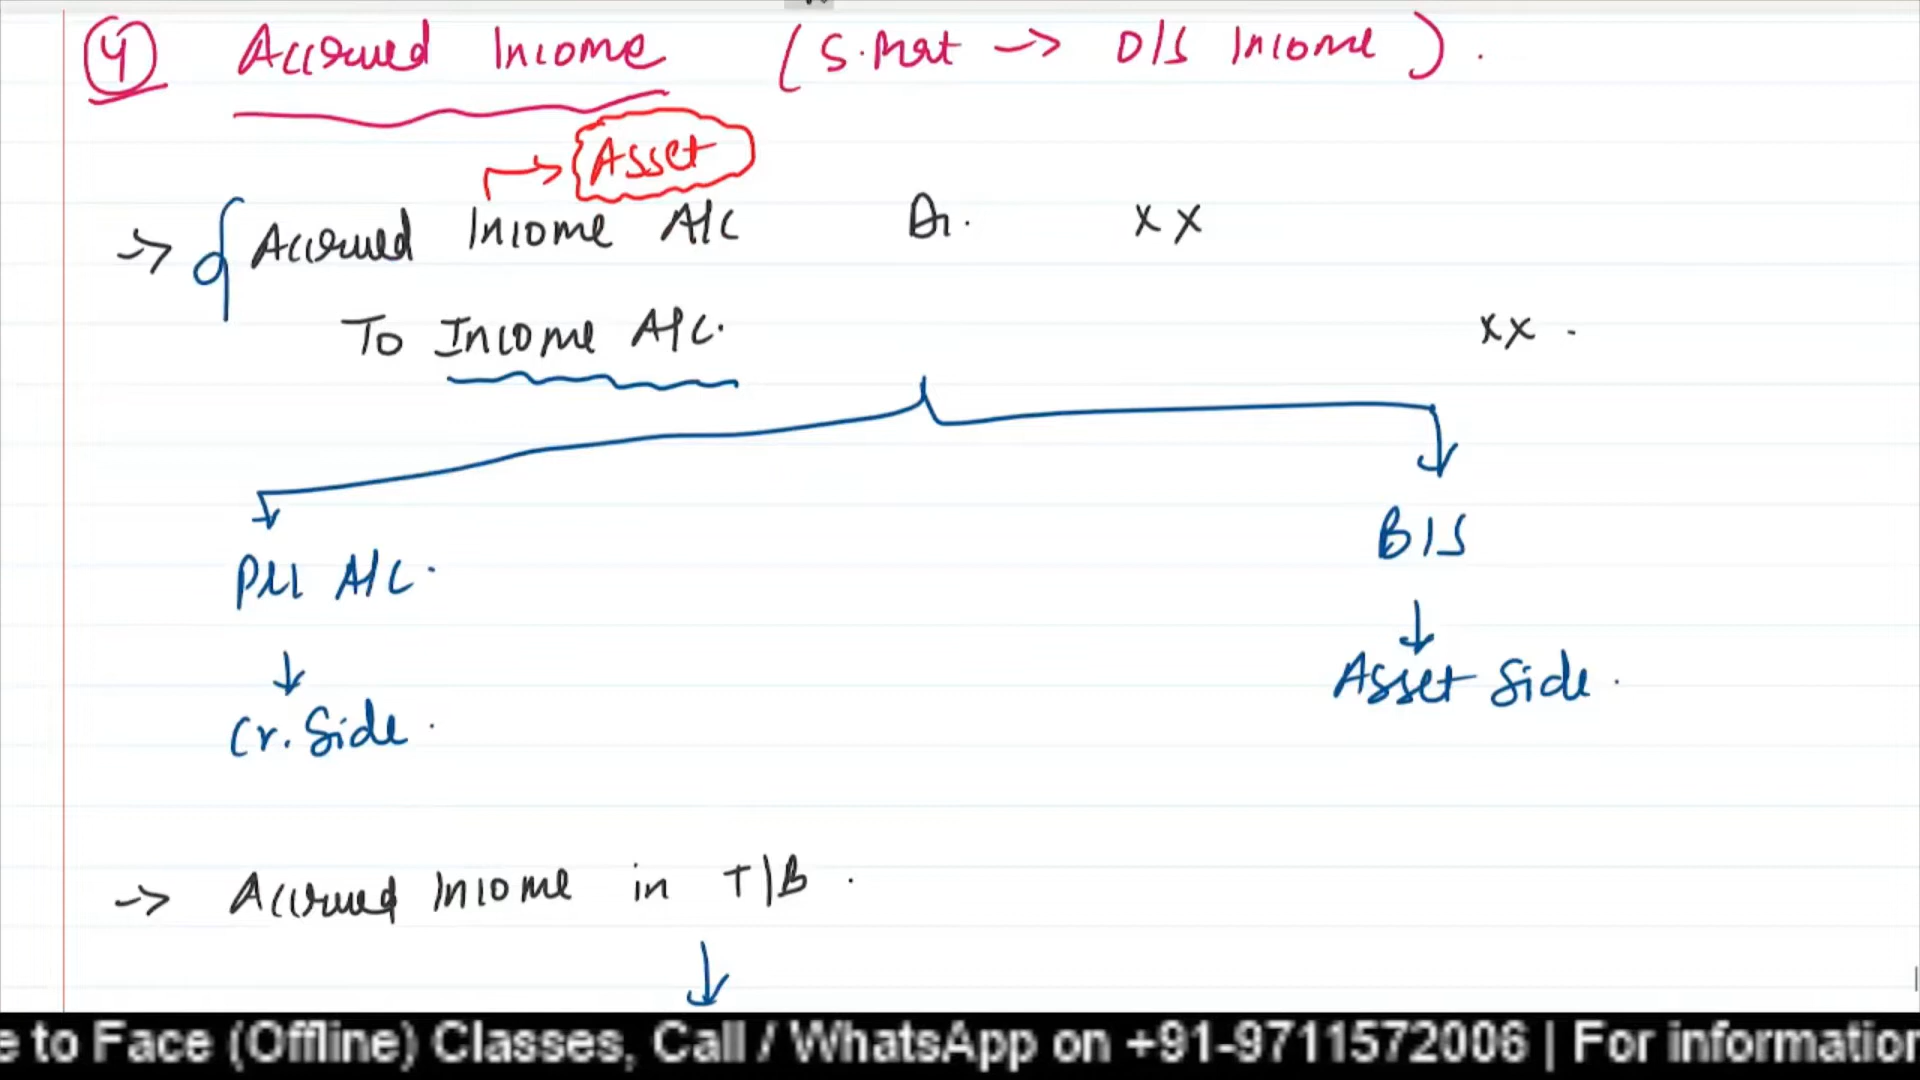 ④ Accrued Income (S. Mat → O/S Income).
Asset
→ Accrued Income A/C Dr. xx
To Income A/C. xx.
P&L A/C. B/S
Cr. Side. Asset Side.
→ Accrued Income in T/B.
e to Face (Offline) Classes, Call / WhatsApp on +91-9711572006 | For information